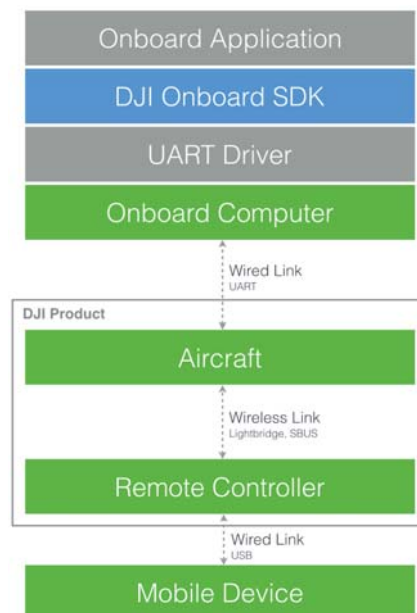 Onboard Application
DJI Onboard SDK
UART Driver
Onboard Computer
Wired Link
UART
DJI Product
Aircraft
Wireless Link
Lightbridge, SBUS
Remote Controller
Wired Link
USB
Mobile Device